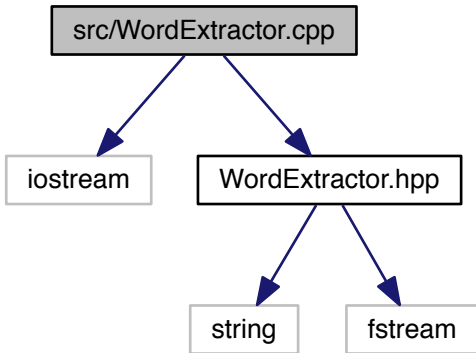 src/WordExtractor.cpp
iostream
WordExtractor.hpp
string
fstream